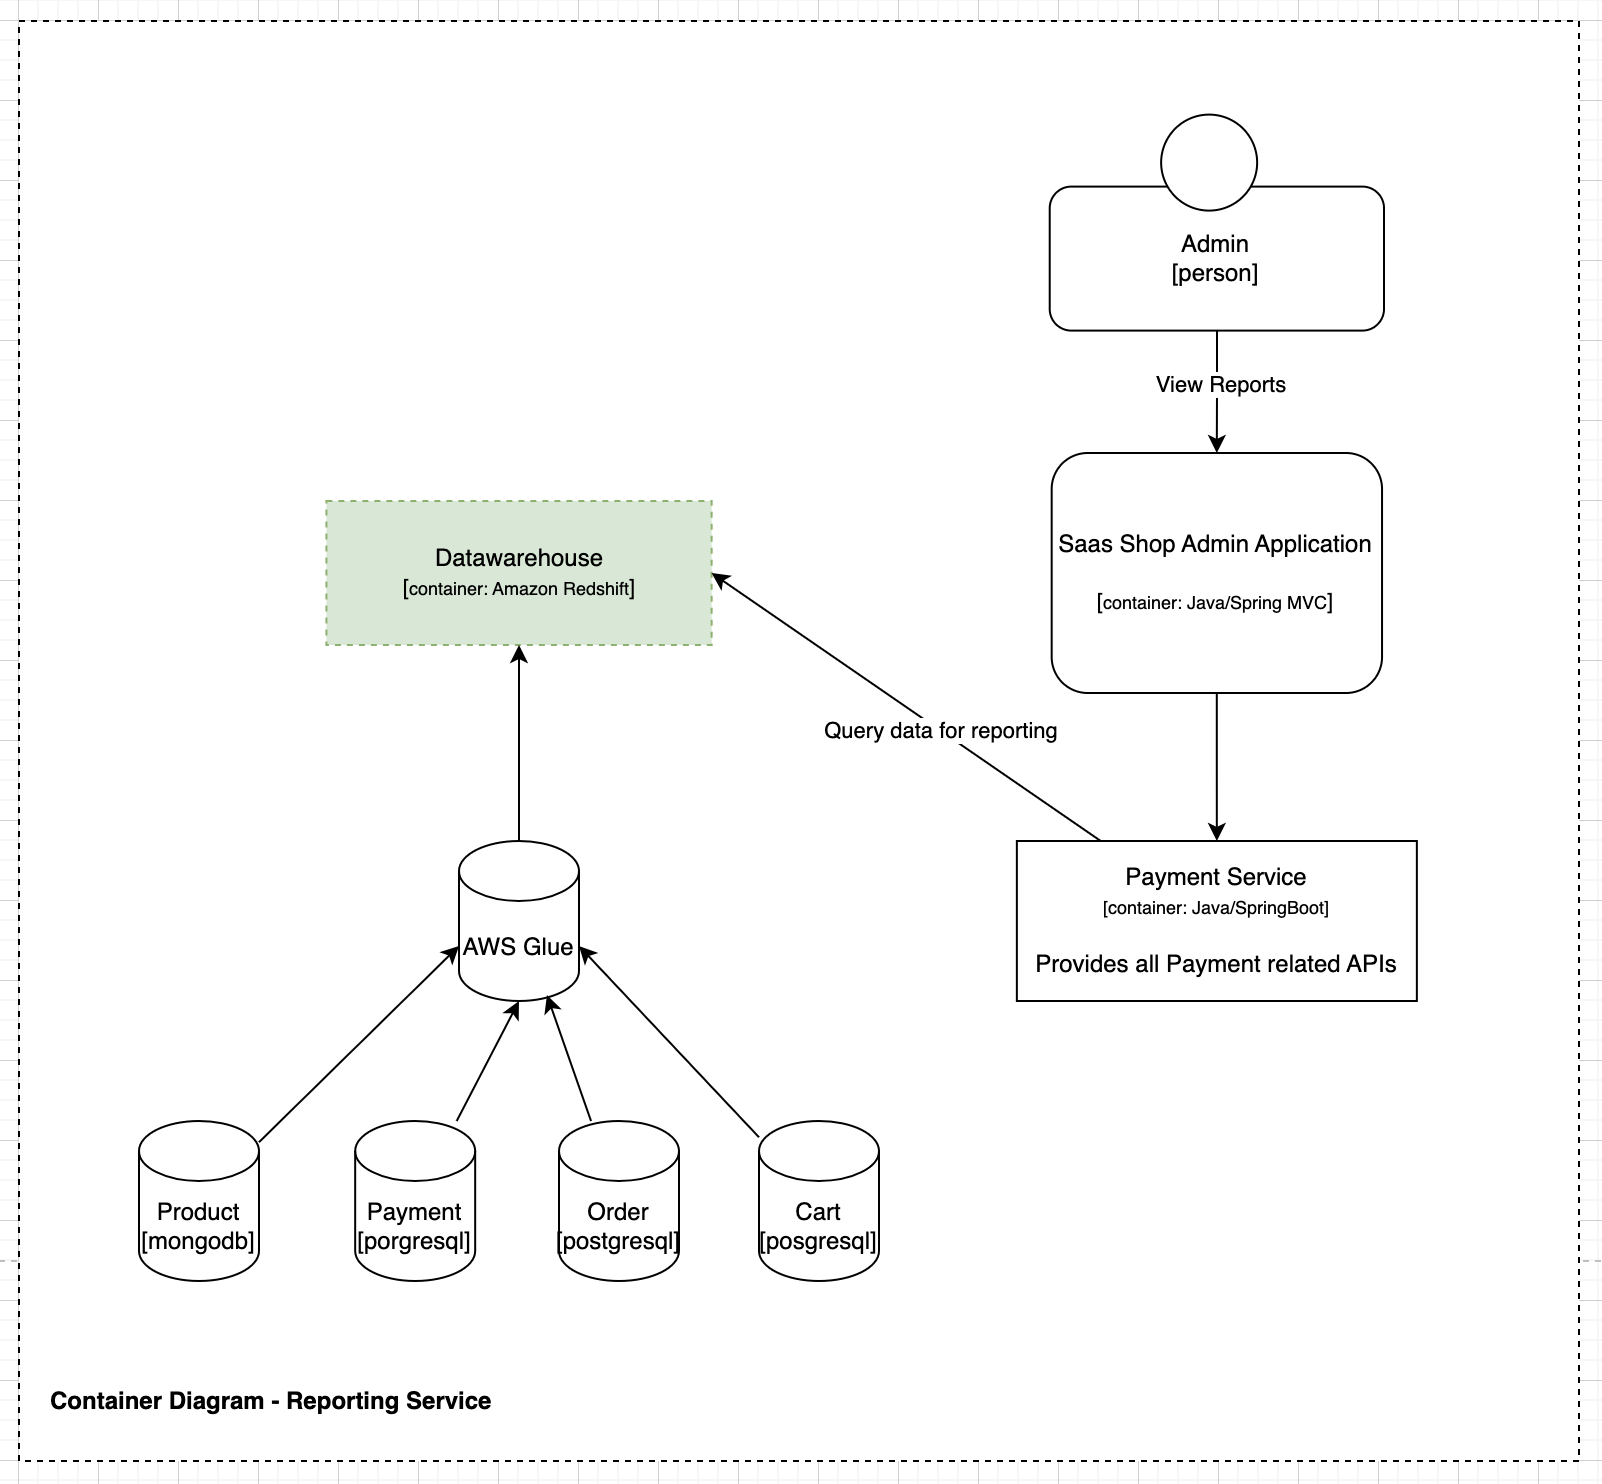 Admin
[person]
View Reports
Saas Shop Admin Application
[container: Java/Spring MVC]
Datawarehouse
[container: Amazon Redshift]
Query data for reporting
Payment Service
[container: Java/SpringBoot]
Provides all Payment related APIs
AWS Glue
Product
[mongodb]
Payment
[porgresql]
Order
[postgresql]
Cart
[posgresql]
Container Diagram - Reporting Service